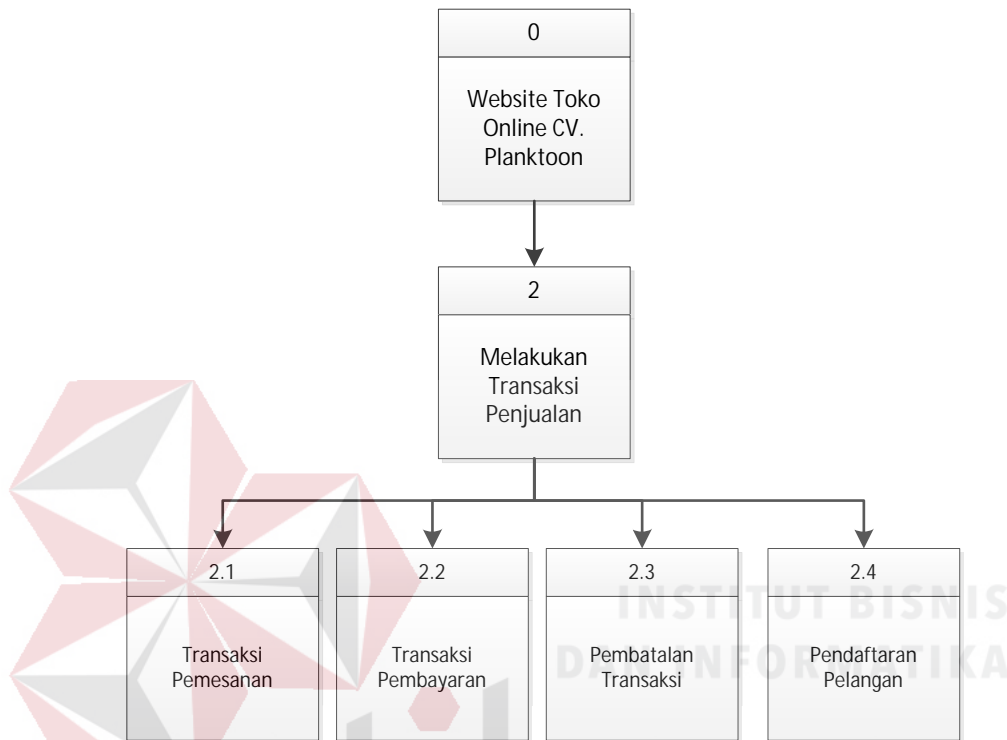 0
Website Toko
Online CV.
Planktoon
2
Melakukan
Transaksi
Penjualan
2.1
2.2
2.3
2.4
INSTITUT BISNIS
Transaksi
Pemesanan
Transaksi
Pembayaran
Pembatalan
Transaksi
Pendaftaran
Pelangan
DAN INFORMATIKA